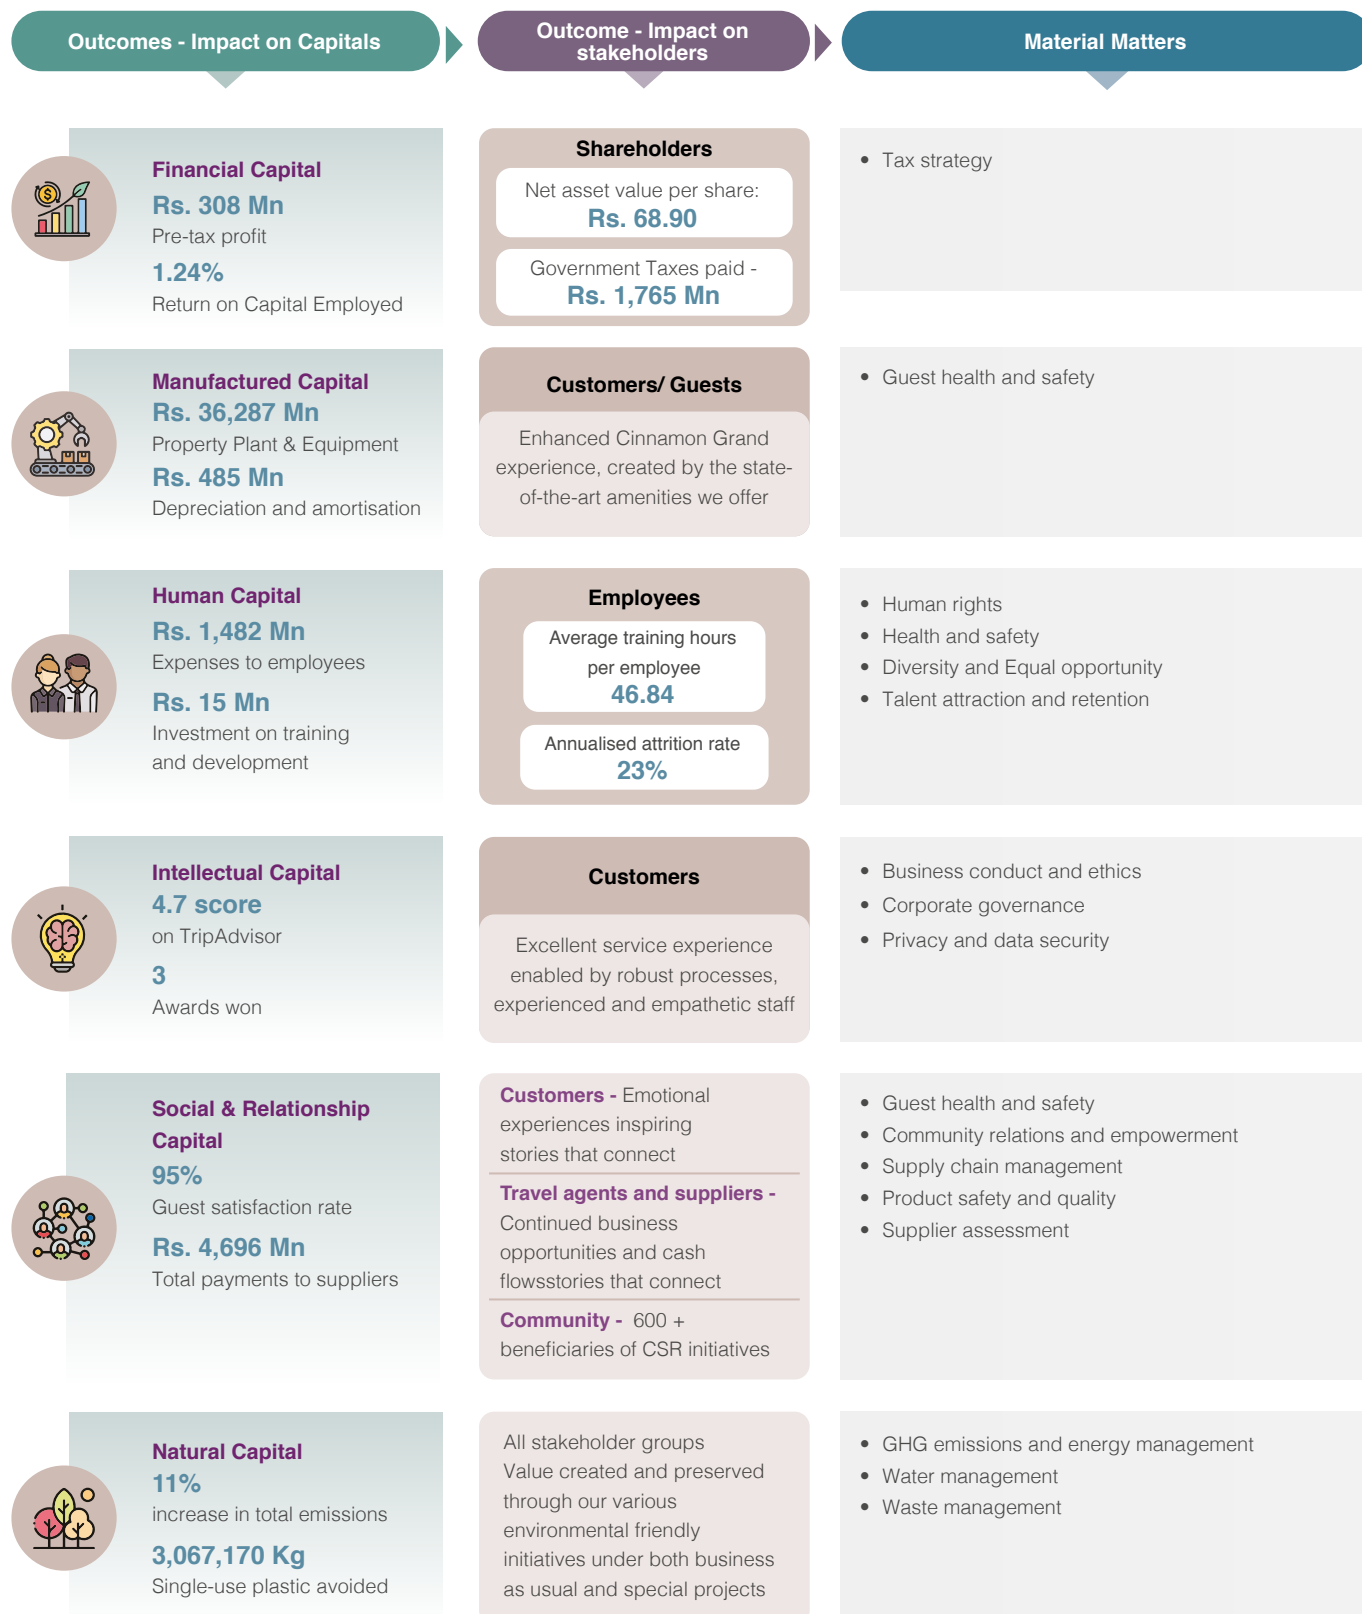 Outcomes - Impact on Capitals
Outcome - Impact on
stakeholders
Material Matters
Financial Capital
Rs. 308 Mn
Pre-tax profit
1.24%
Return on Capital Employed
Shareholders
Net asset value per share:
Rs. 68.90
Government Taxes paid -
Rs. 1,765 Mn
• Tax strategy
Manufactured Capital
Rs. 36,287 Mn
Property Plant & Equipment
Rs. 485 Mn
Depreciation and amortisation
Customers/ Guests
Enhanced Cinnamon Grand
experience, created by the state-
of-the-art amenities we offer
• Guest health and safety
Human Capital
Rs. 1,482 Mn
Expenses to employees
Rs. 15 Mn
Investment on training
and development
Employees
Average training hours
per employee
46.84
Annualised attrition rate
23%
• Human rights
• Health and safety
• Diversity and Equal opportunity
• Talent attraction and retention
Intellectual Capital
4.7 score
on TripAdvisor
3
Awards won
Customers
Excellent service experience
enabled by robust processes,
experienced and empathetic staff
• Business conduct and ethics
• Corporate governance
• Privacy and data security
Social & Relationship
Capital
95%
Guest satisfaction rate
Rs. 4,696 Mn
Total payments to suppliers
Customers - Emotional
experiences inspiring
stories that connect
Travel agents and suppliers -
Continued business
opportunities and cash
flowsstories that connect
Community - 600 +
beneficiaries of CSR initiatives
• Guest health and safety
• Community relations and empowerment
• Supply chain management
• Product safety and quality
• Supplier assessment
Natural Capital
11%
increase in total emissions
3,067,170 Kg
Single-use plastic avoided
All stakeholder groups
Value created and preserved
through our various
environmental friendly
initiatives under both business
as usual and special projects
• GHG emissions and energy management
• Water management
• Waste management